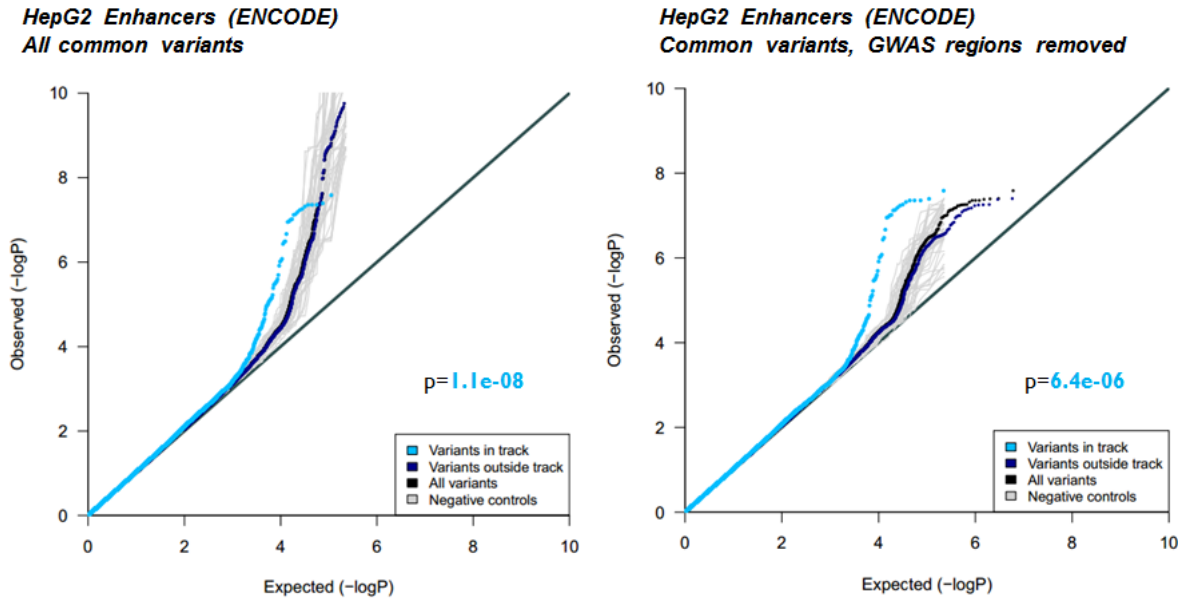 HepG2 Enhancers (ENCODE)
All common variants
10
8
6
4
2
0
Observed (−logP)
0 2 4 6 8 10
Expected (−logP)
p=1.1e-08
Variants in track
Variants outside track
All variants
Negative controls
HepG2 Enhancers (ENCODE)
Common variants, GWAS regions removed
10
8
6
4
2
0
Observed (−logP)
0 2 4 6 8 10
Expected (−logP)
p=6.4e-06
Variants in track
Variants outside track
All variants
Negative controls